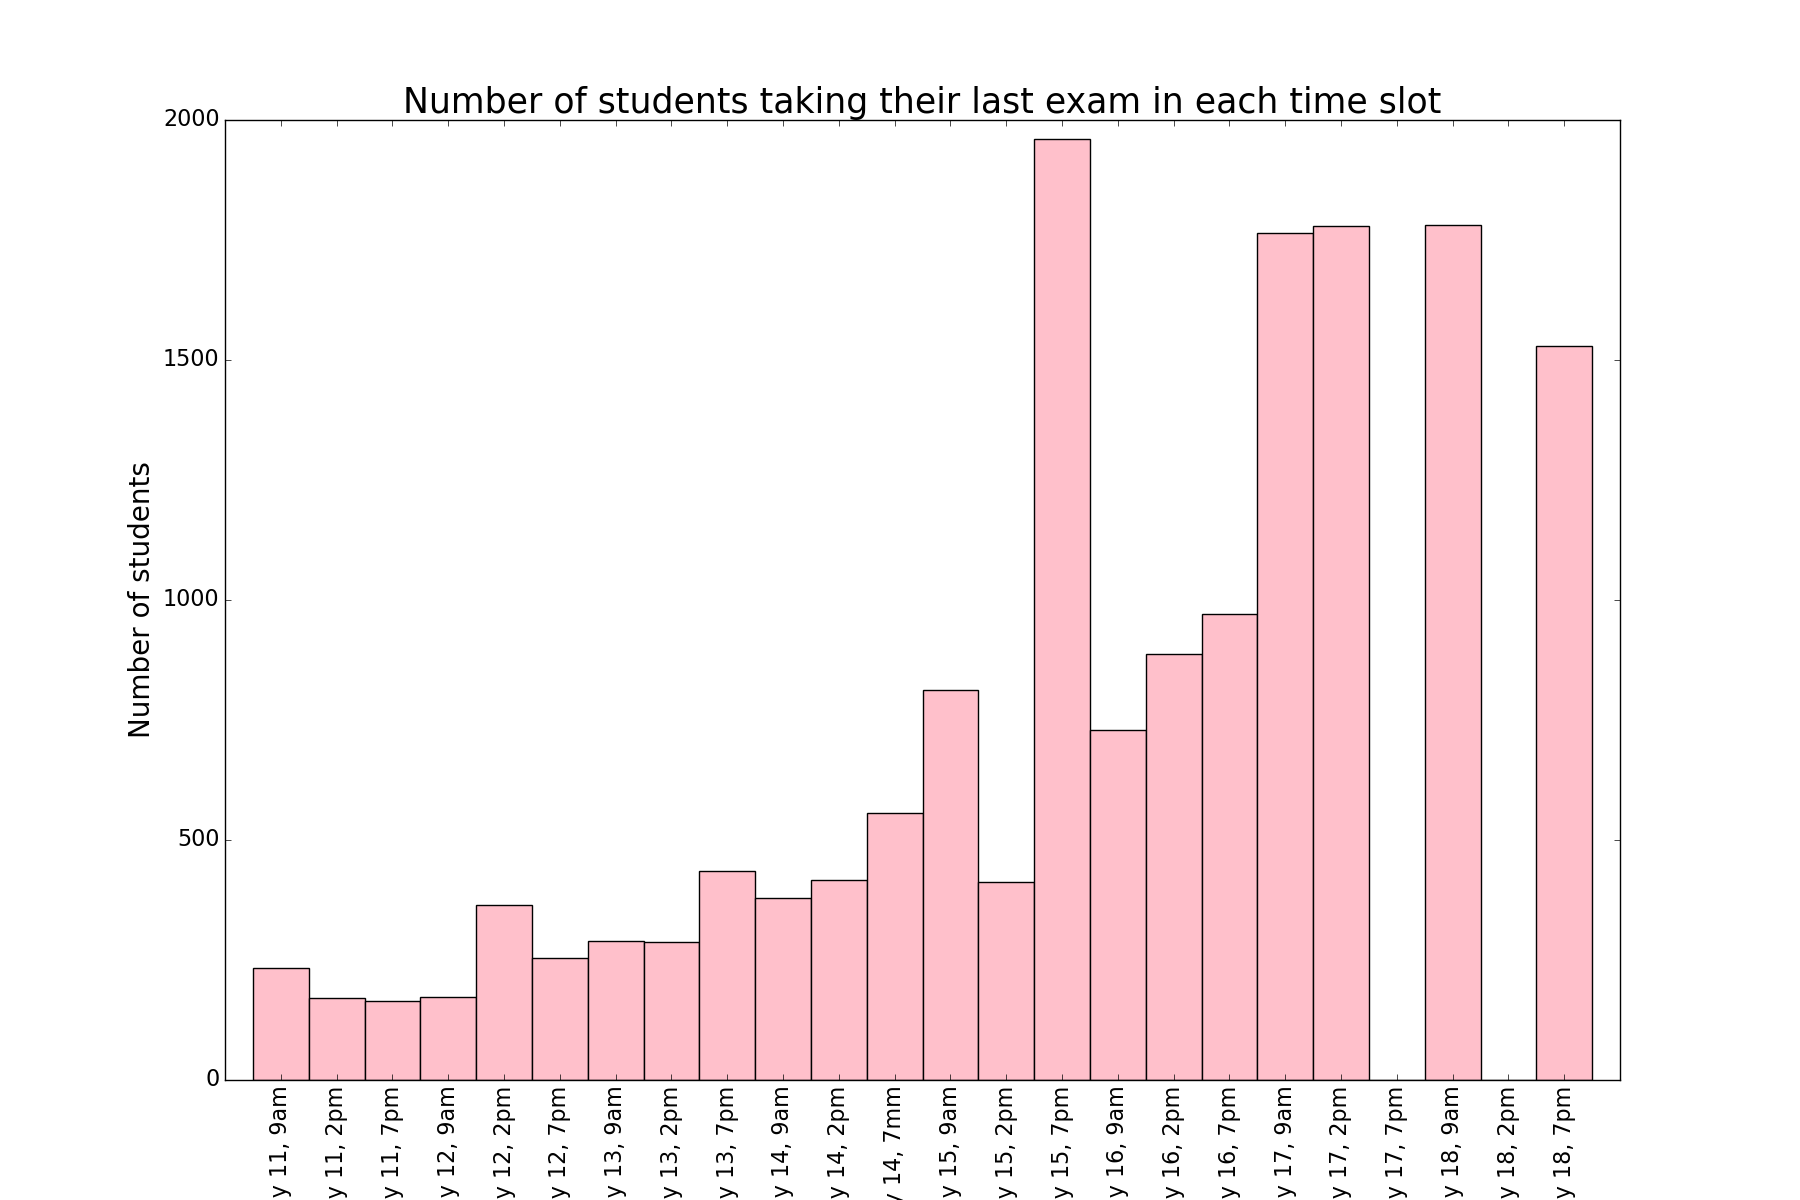 Number of students taking their last exam in each time slot
Number of students
2000
1500
1000
500
0
y 11, 9am
y 11, 2pm
y 11, 7pm
y 12, 9am
y 12, 2pm
y 12, 7pm
y 13, 9am
y 13, 2pm
y 13, 7pm
y 14, 9am
y 14, 2pm
y 14, 7mm
y 15, 9am
y 15, 2pm
y 15, 7pm
y 16, 9am
y 16, 2pm
y 16, 7pm
y 17, 9am
y 17, 2pm
y 17, 7pm
y 18, 9am
y 18, 2pm
y 18, 7pm